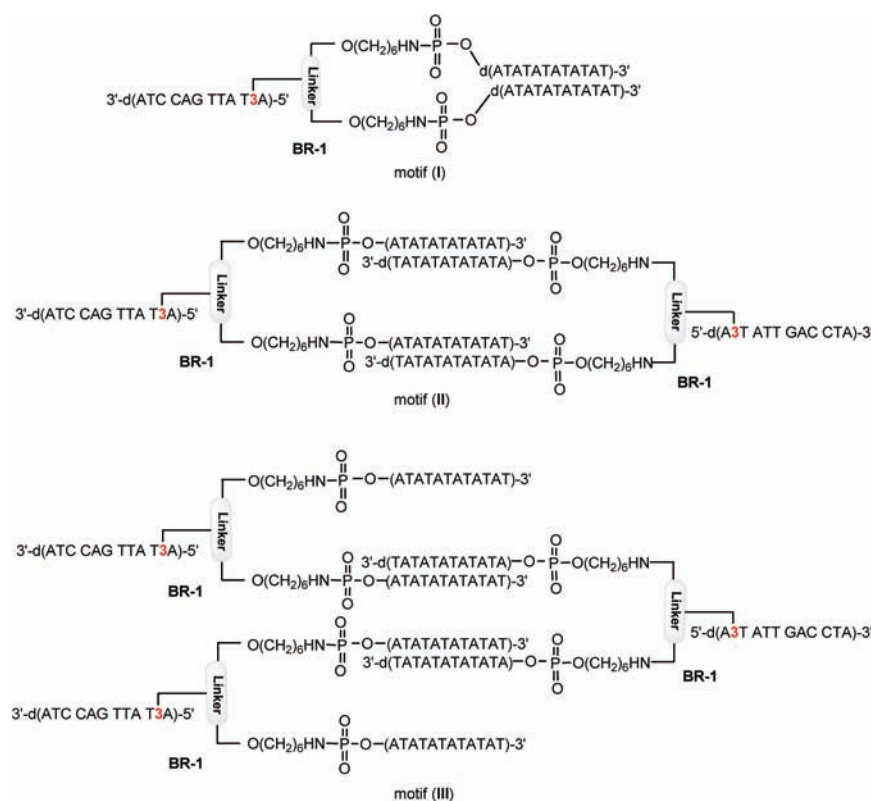 O O
O(CH2)6HN-P-O
O
d(ATATATATATAT)-3'
d(ATATATATATAT)-3'
3'-d(ATC CAG TTA T3A)-5'
Linker
O
O(CH2)6HN-P-O
O
BR-1
motif (I)
O
O(CH2)6HN-P-O-(ATATATATATAT)-3'
O
O
3'-d(TATATATATATA)-O-P-O(CH2)6HN
O
3'-d(ATC CAG TTA T3A)-5'
Linker
Linker
5'-d(A3T ATT GAC CTA)-3'
O
O(CH2)6HN-P-O-(ATATATATATAT)-3'
O
O
3'-d(TATATATATATA)-O-P-O(CH2)6HN
O
BR-1
BR-1
motif (II)
O
O(CH2)6HN-P-O-(ATATATATATAT)-3'
O
3'-d(ATC CAG TTA T3A)-5'
Linker
O
3'-d(TATATATATATA)-O-P-O(CH2)6HN
O
O
O(CH2)6HN-P-O-(ATATATATATAT)-3'
O
BR-1
Linker
5'-d(A3T ATT GAC CTA)-3'
O
O(CH2)6HN-P-O-(ATATATATATAT)-3'
O
O
3'-d(TATATATATATA)-O-P-O(CH2)6HN
O
BR-1
3'-d(ATC CAG TTA T3A)-5'
Linker
O
O(CH2)6HN-P-O-(ATATATATATAT)-3'
O
BR-1
motif (III)